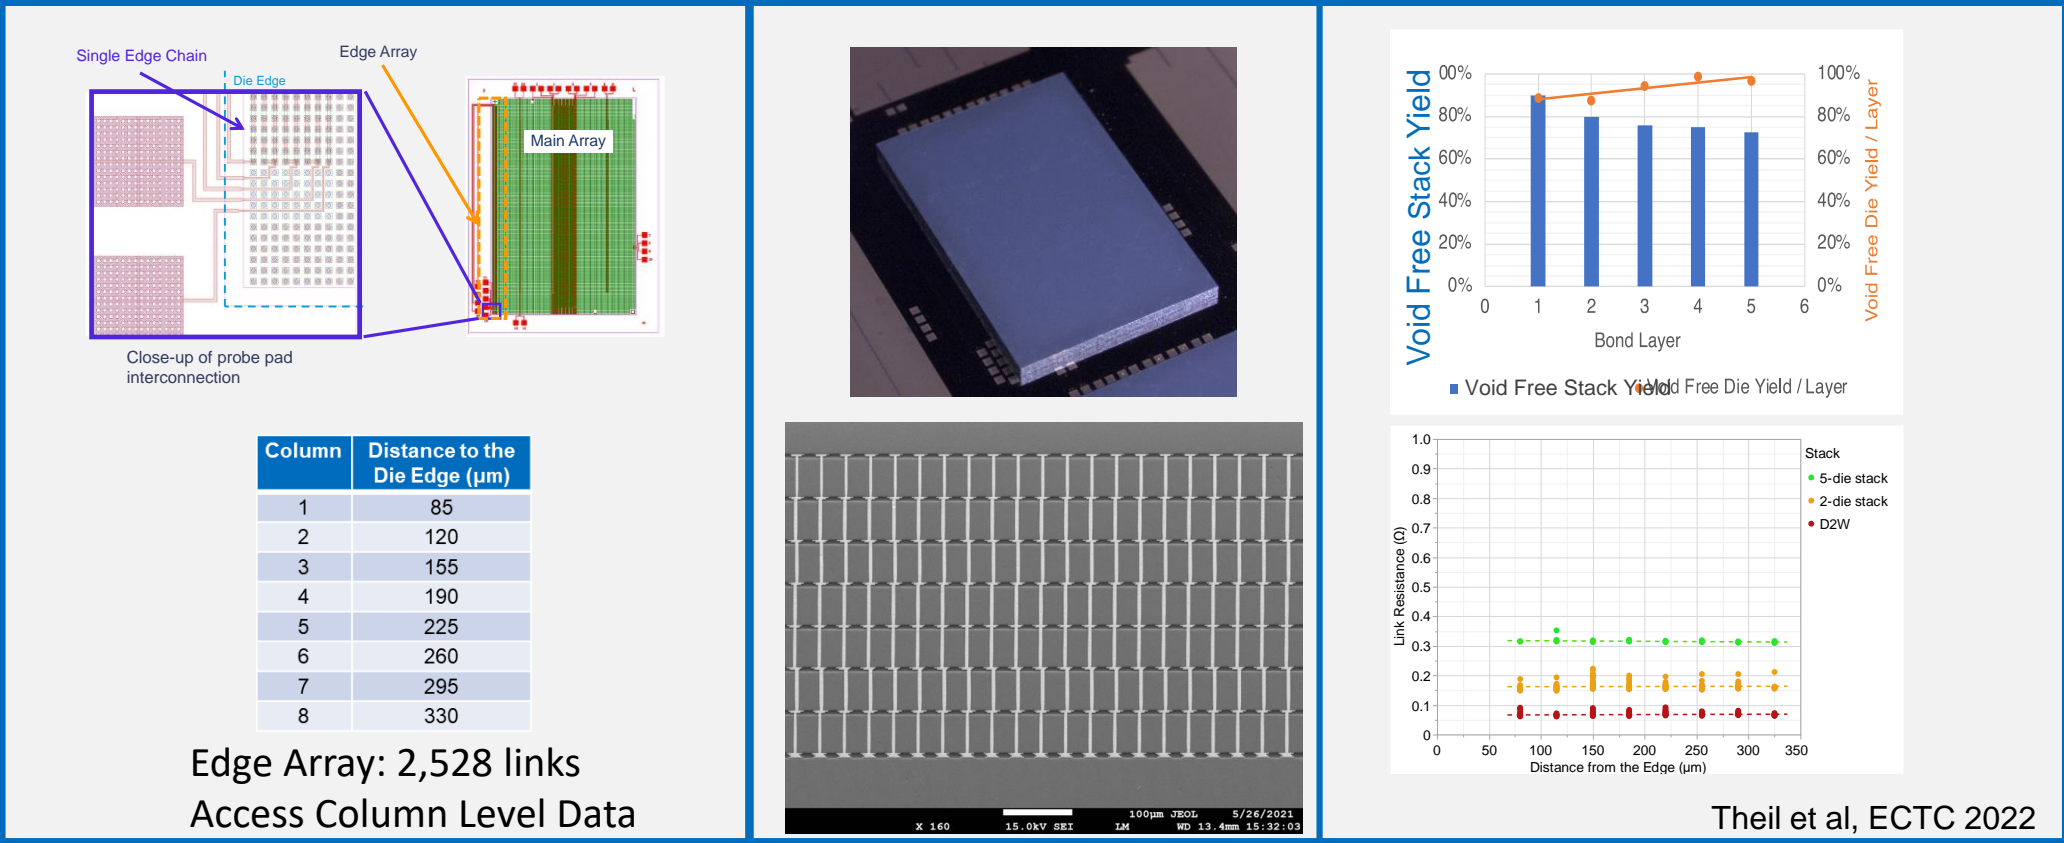 Single Edge Chain
Edge Array
Die Edge
Main Array
Close-up of probe pad
interconnection
Column Distance to the
Die Edge (μm)
1 85
2 120
3 155
4 190
5 225
6 260
7 295
8 330
Edge Array: 2,528 links
Access Column Level Data
100μm JEOL 5/26/2021
X 160 15.0kV SEI LM WD 13.4mm 15:32:03
Void Free Stack Yield
00%
80%
60%
40%
20%
0%
100%
80%
60%
40%
20%
0%
Void Free Die Yield / Layer
0 1 2 3 4 5 6
Bond Layer
Void Free Stack Yield
Void Free Die Yield / Layer
Link Resistance (Ω)
1.0
0.9
0.8
0.7
0.6
0.5
0.4
0.3
0.2
0.1
0
0 50 100 150 200 250 300 350
Distance from the Edge (μm)
Stack
5-die stack
2-die stack
D2W
Theil et al, ECTC 2022